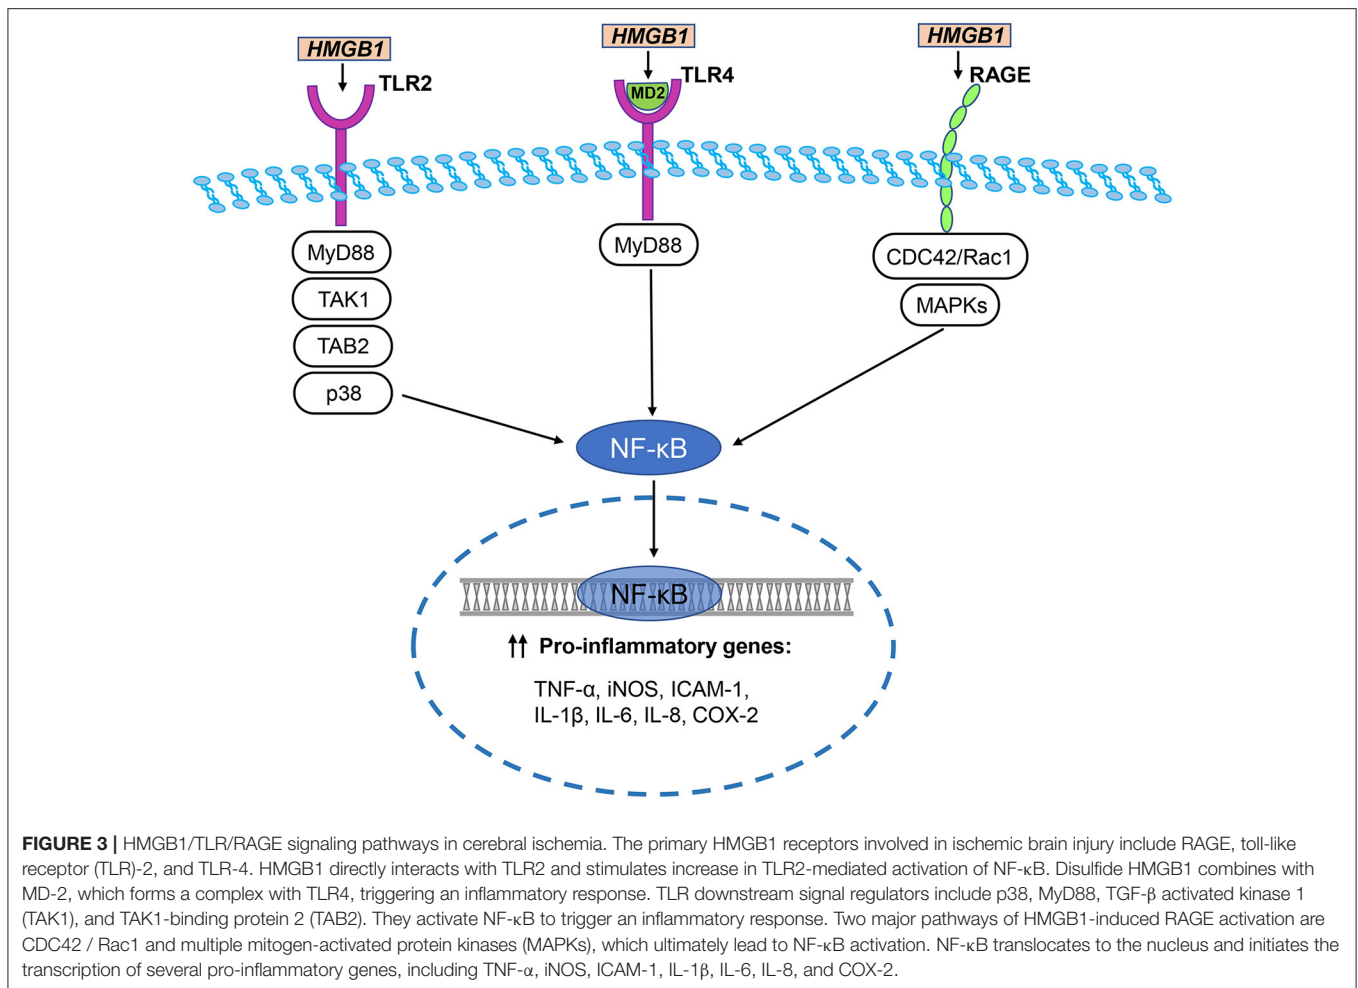 HMGB1
HMGB1
HMGB1
TLR2
TLR4
RAGE
MD2
MyD88
TAK1
TAB2
p38
MyD88
CDC42/Rac1
MAPKs
NF-κB
NF-κB
Pro-inflammatory genes:
TNF-α, iNOS, ICAM-1,
IL-1β, IL-6, IL-8, COX-2
FIGURE 3 | HMGB1/TLR/RAGE signaling pathways in cerebral ischemia. The primary HMGB1 receptors involved in ischemic brain injury include RAGE, toll-like
receptor (TLR)-2, and TLR-4. HMGB1 directly interacts with TLR2 and stimulates increase in TLR2-mediated activation of NF-κB. Disulfide HMGB1 combines with
MD-2, which forms a complex with TLR4, triggering an inflammatory response. TLR downstream signal regulators include p38, MyD88, TGF-β activated kinase 1
(TAK1), and TAK1-binding protein 2 (TAB2). They activate NF-κB to trigger an inflammatory response. Two major pathways of HMGB1-induced RAGE activation are
CDC42 / Rac1 and multiple mitogen-activated protein kinases (MAPKs), which ultimately lead to NF-κB activation. NF-κB translocates to the nucleus and initiates the
transcription of several pro-inflammatory genes, including TNF-α, iNOS, ICAM-1, IL-1β, IL-6, IL-8, and COX-2.